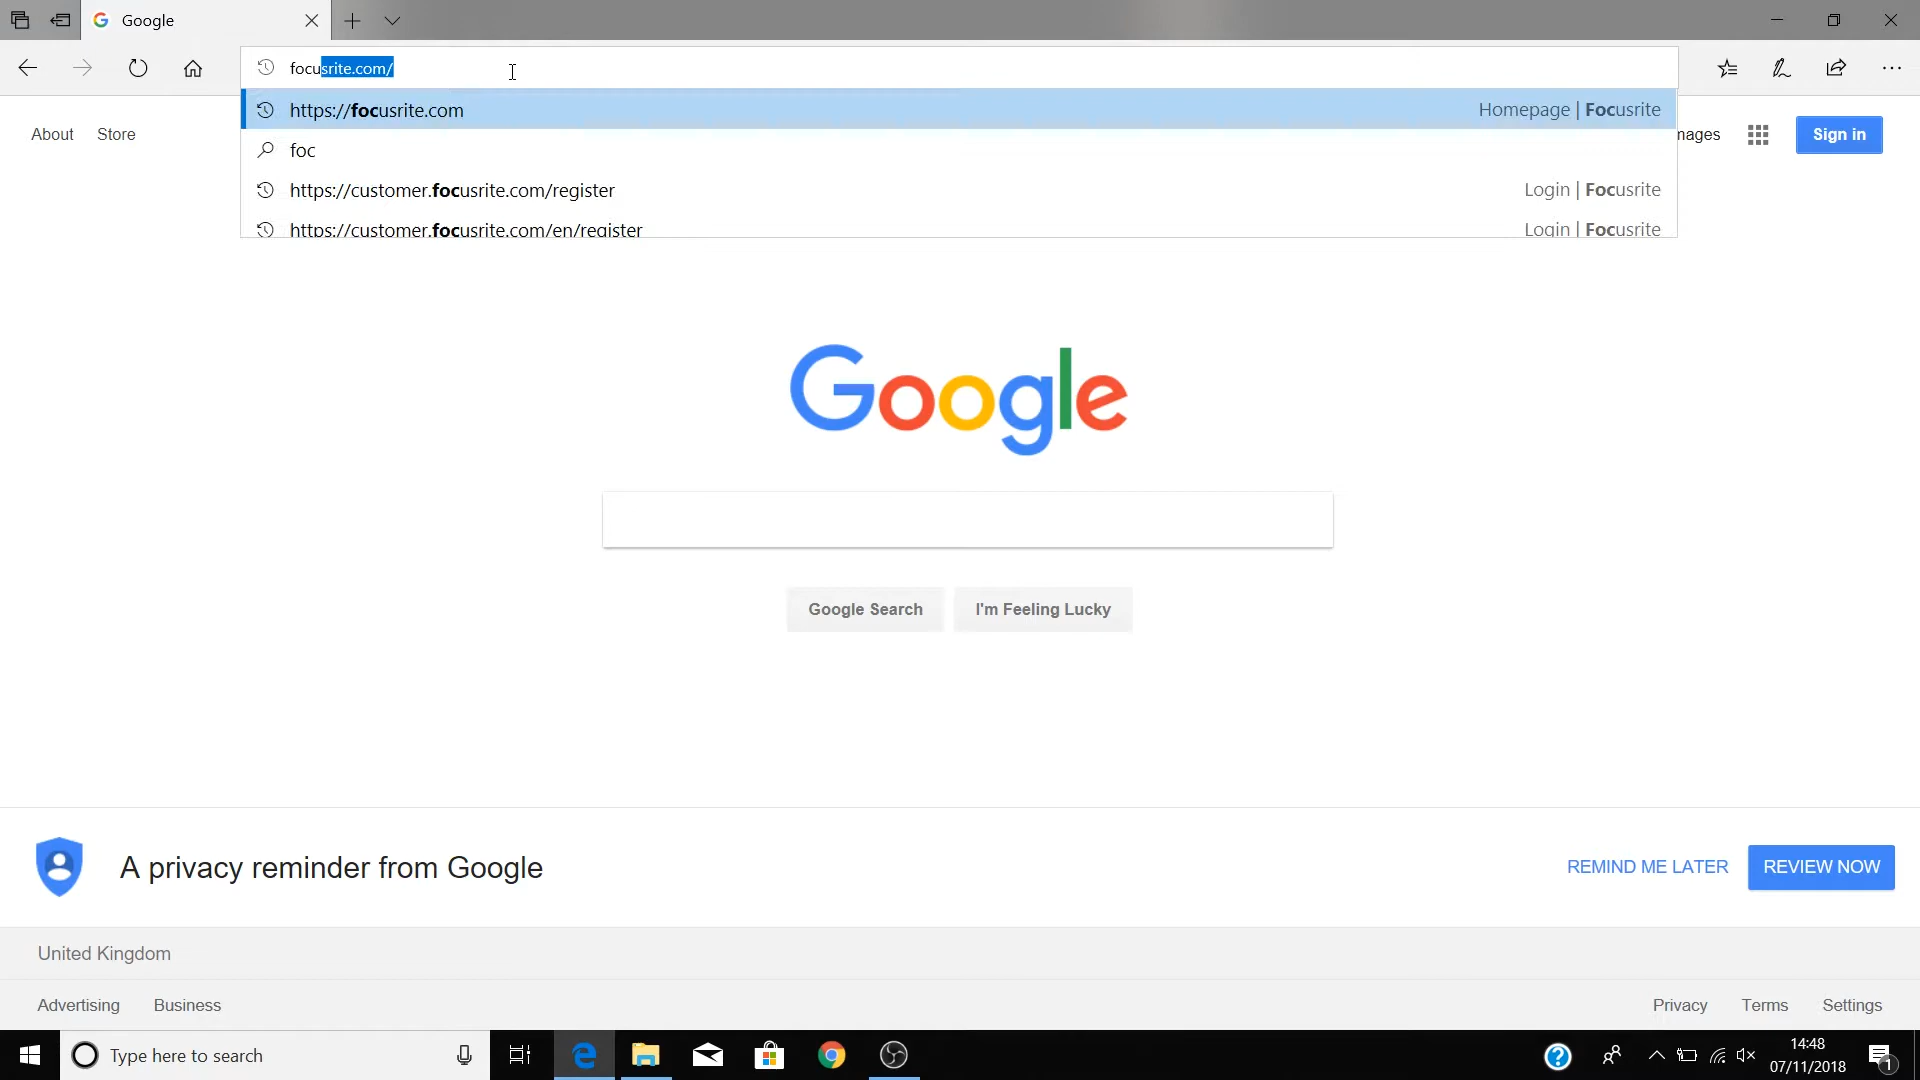 Google
focusrite.com/
https://focusrite.com Homepage | Focusrite
foc
https://customer.focusrite.com/register Login | Focusrite
https://customer.focusrite.com/en/register Login | Focusrite
About Store Sign in
Google
Google Search I'm Feeling Lucky
A privacy reminder from Google REMIND ME LATER REVIEW NOW
United Kingdom
Advertising Business Privacy Terms Settings
Type here to search
14:48
07/11/2018
1